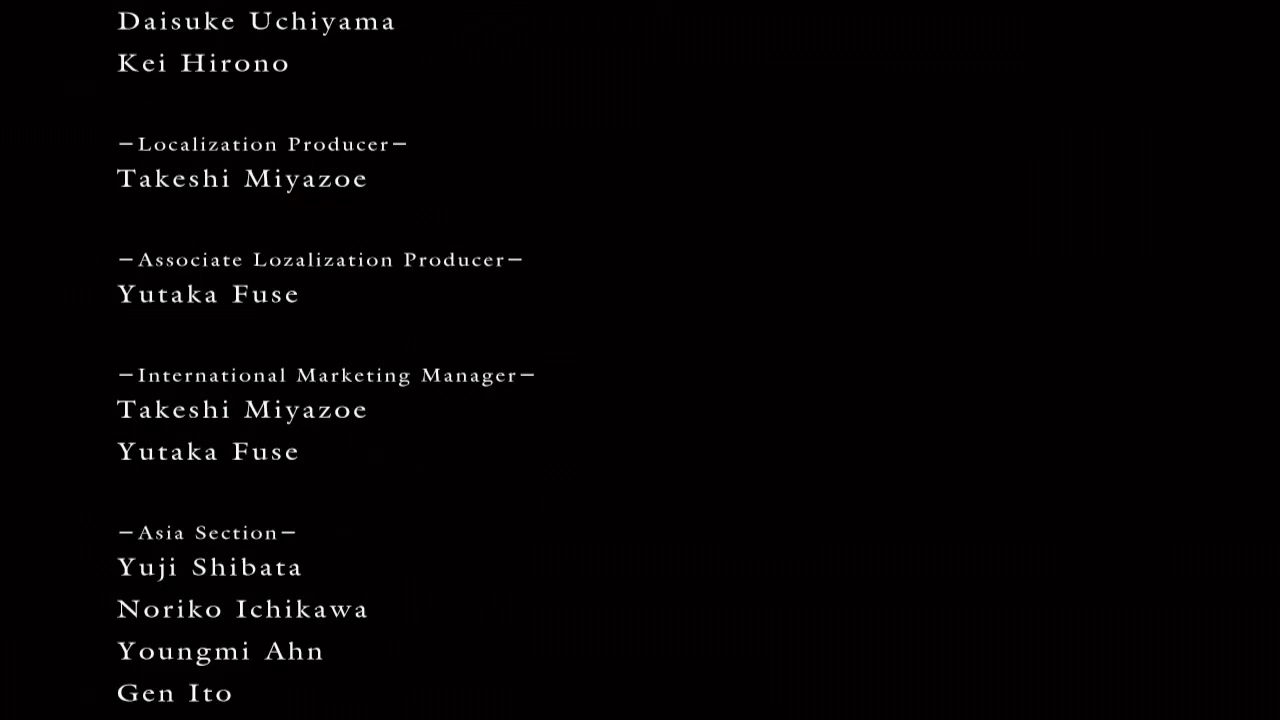 Daisuke Uchiyama
Kei Hirono
—Localization Producer—
Takeshi Miyazoe
—Associate Lozalization Producer—
Yutaka Fuse
—International Marketing Manager—
Takeshi Miyazoe
Yutaka Fuse
—Asia Section—
Yuji Shibata
Noriko Ichikawa
Youngmi Ahn
Gen Ito